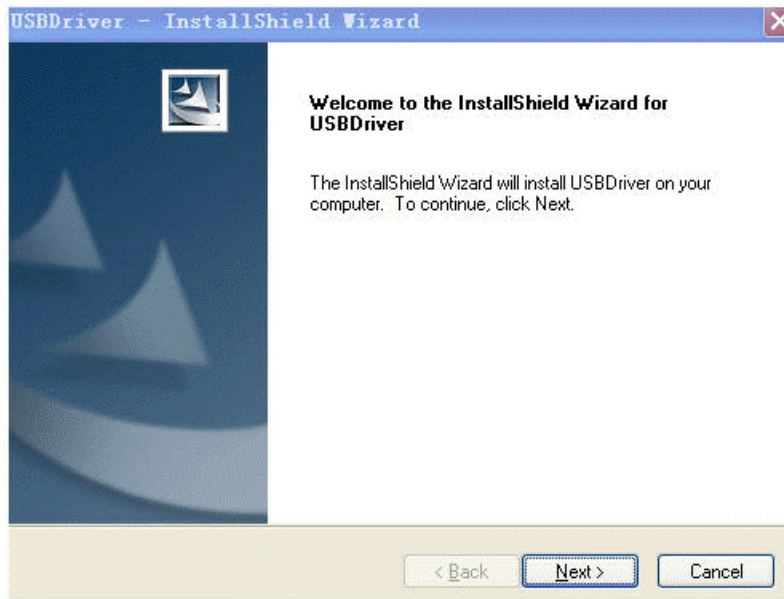 USBDriver - InstallShield Wizard
Welcome to the InstallShield Wizard for
USBDriver
The InstallShield Wizard will install USBDriver on your
computer. To continue, click Next.
< Back
Next >
Cancel